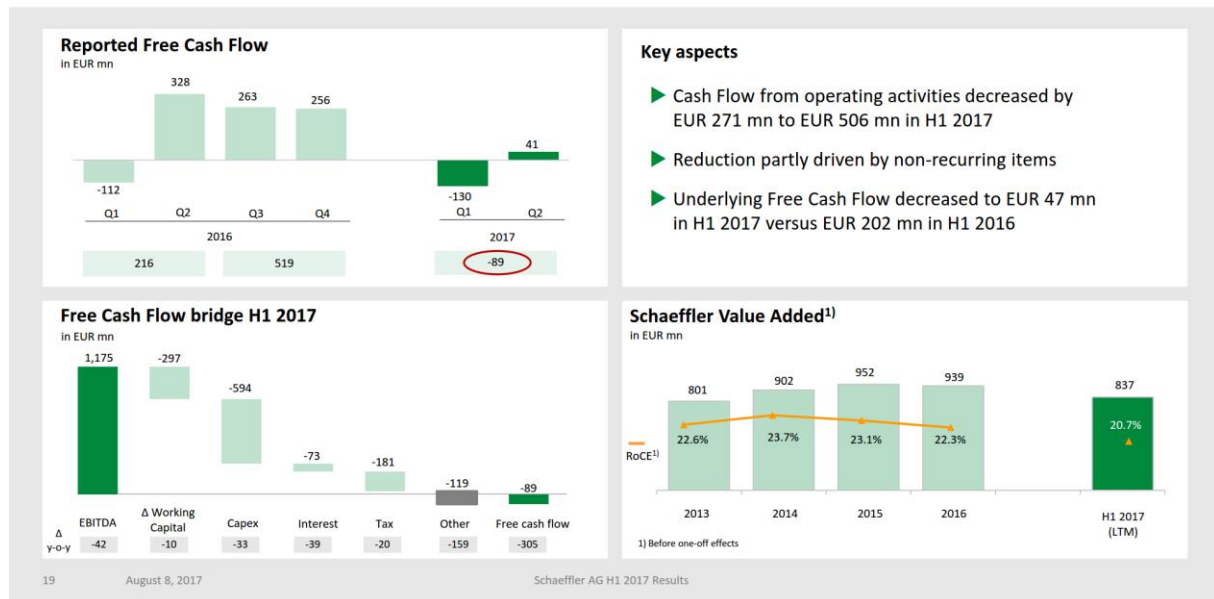 Reported Free Cash Flow
in EUR mn
328
263
256
41
-112
-130
Q1 Q2 Q3 Q4 Q1 Q2
2016 2017
216 519 -89
Key aspects
Cash Flow from operating activities decreased by
EUR 271 mn to EUR 506 mn in H1 2017
Reduction partly driven by non-recurring items
Underlying Free Cash Flow decreased to EUR 47 mn
in H1 2017 versus EUR 202 mn in H1 2016
Free Cash Flow bridge H1 2017
in EUR mn
1,175 -297
-594
-73
-181
-119 -89
EBITDA Δ Working
Capital Capex Interest Tax Other Free cash flow
Δ
y-o-y -42 -10 -33 -39 -20 -159 -305
Schaeffler Value Added1)
in EUR mn
801 902 952 939 837
22.6% 23.7% 23.1% 22.3% 20.7%
RoCE1)
2013 2014 2015 2016 H1 2017
(LTM)
1) Before one-off effects
19 August 8, 2017 Schaeffler AG H1 2017 Results